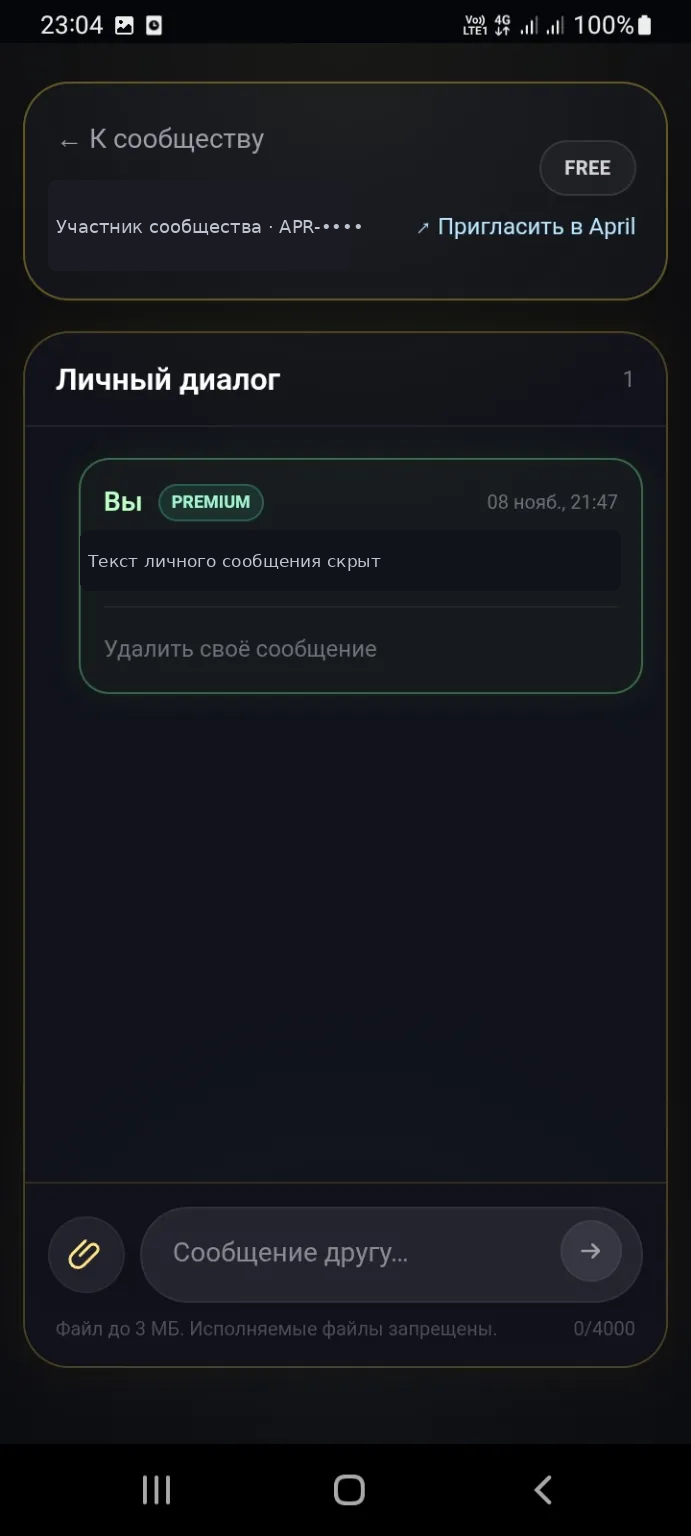 23:04 Vo)) LTE1 4G 100%
← К сообществу
FREE
Участник сообщества · APR-••••
↗ Пригласить в April
Личный диалог 1
Вы PREMIUM 08 нояб., 21:47
Текст личного сообщения скрыт
Удалить своё сообщение
Сообщение другу...
Файл до 3 МБ. Исполняемые файлы запрещены. 0/4000